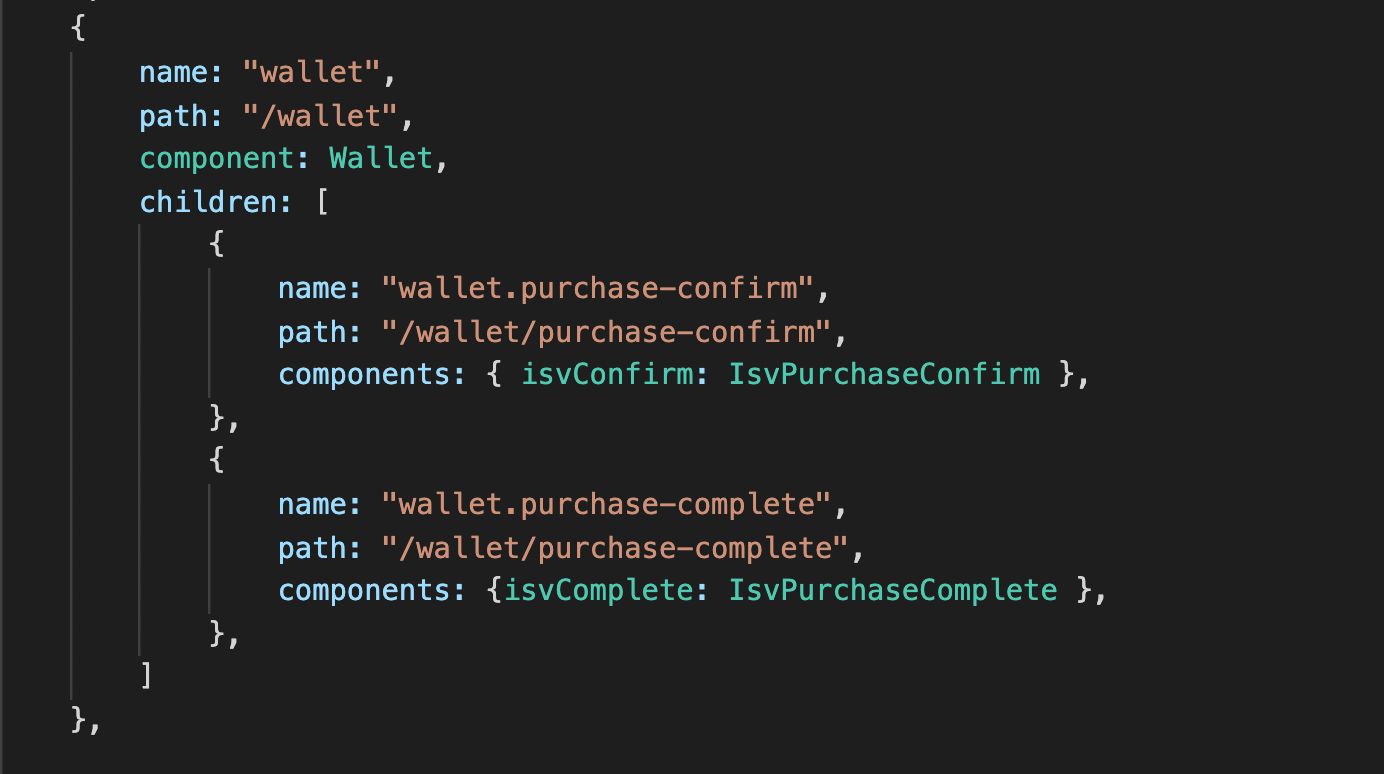 {
name: "wallet",
path: "/wallet",
component: Wallet,
children: [
{
name: "wallet.purchase-confirm",
path: "/wallet/purchase-confirm",
components: { isvConfirm: IsvPurchaseConfirm },
},
{
name: "wallet.purchase-complete",
path: "/wallet/purchase-complete",
components: {isvComplete: IsvPurchaseComplete },
},
]
},